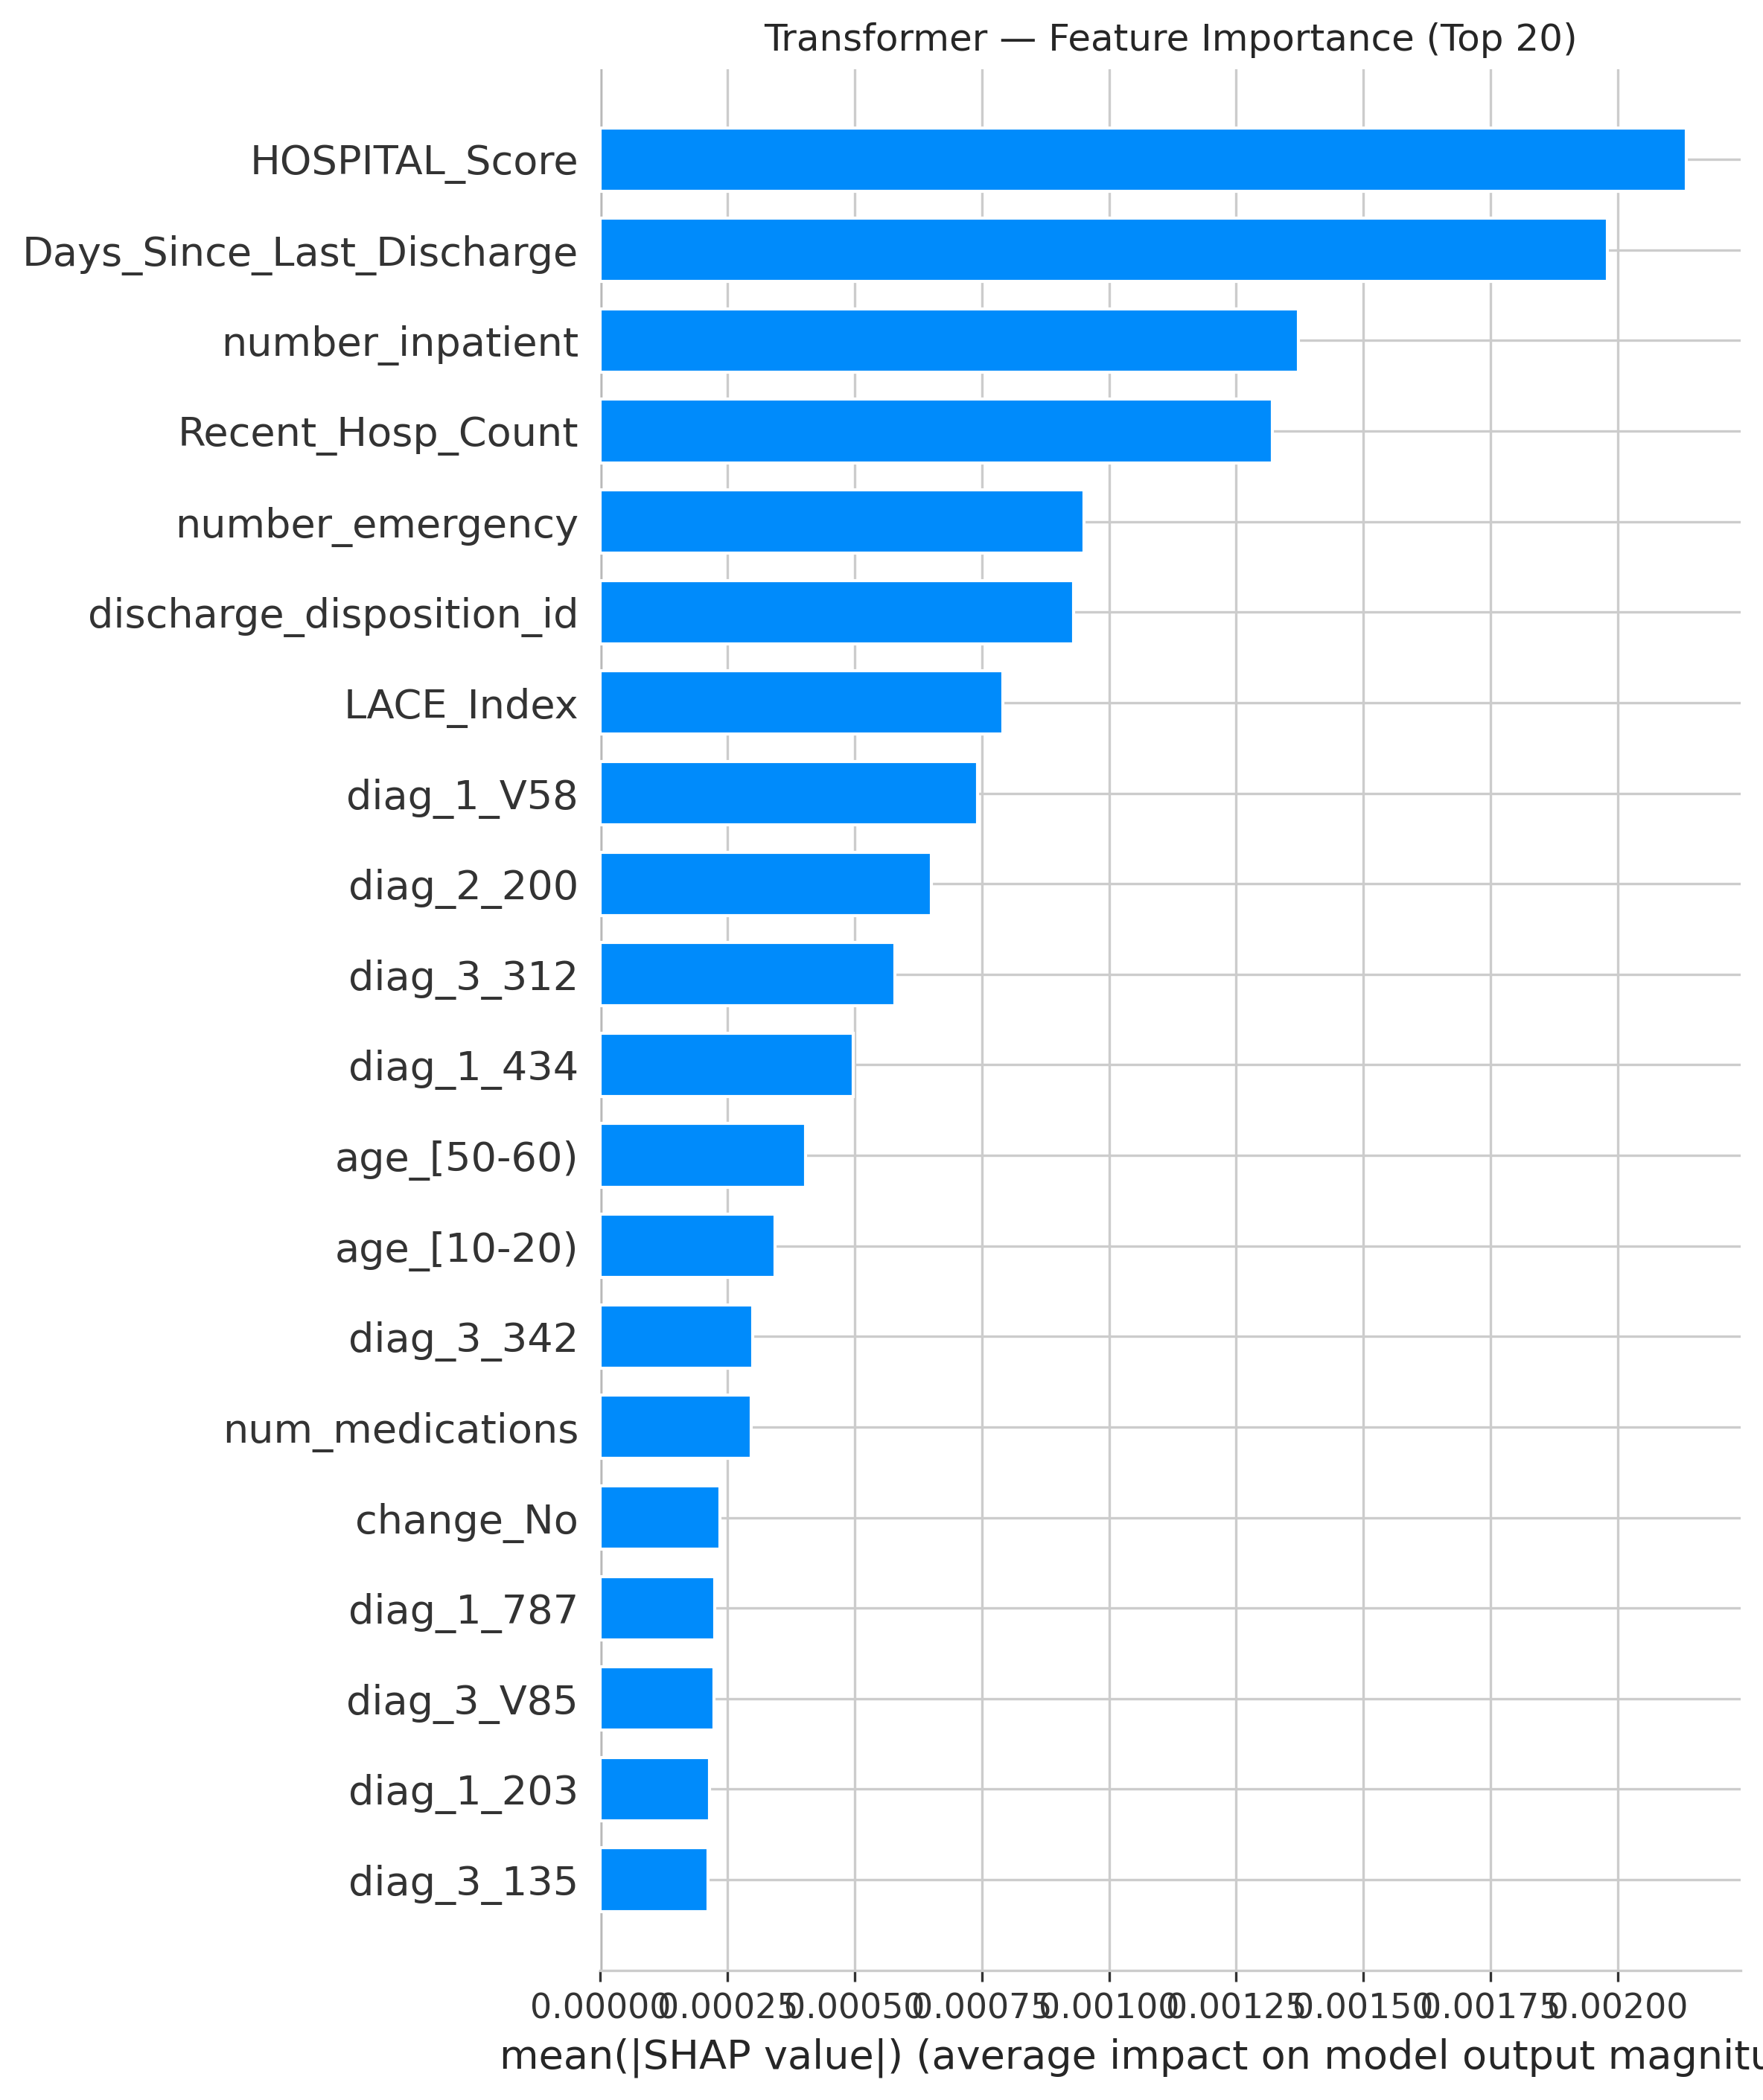 Transformer — Feature Importance (Top 20)
HOSPITAL_Score
Days_Since_Last_Discharge
number_inpatient
Recent_Hosp_Count
number_emergency
discharge_disposition_id
LACE_Index
diag_1_V58
diag_2_200
diag_3_312
diag_1_434
age_[50-60)
age_[10-20)
diag_3_342
num_medications
change_No
diag_1_787
diag_3_V85
diag_1_203
diag_3_135
0.00000 0.00025 0.00050 0.00075 0.00100 0.00125 0.00150 0.00175 0.00200
mean(|SHAP value|) (average impact on model output magnitu